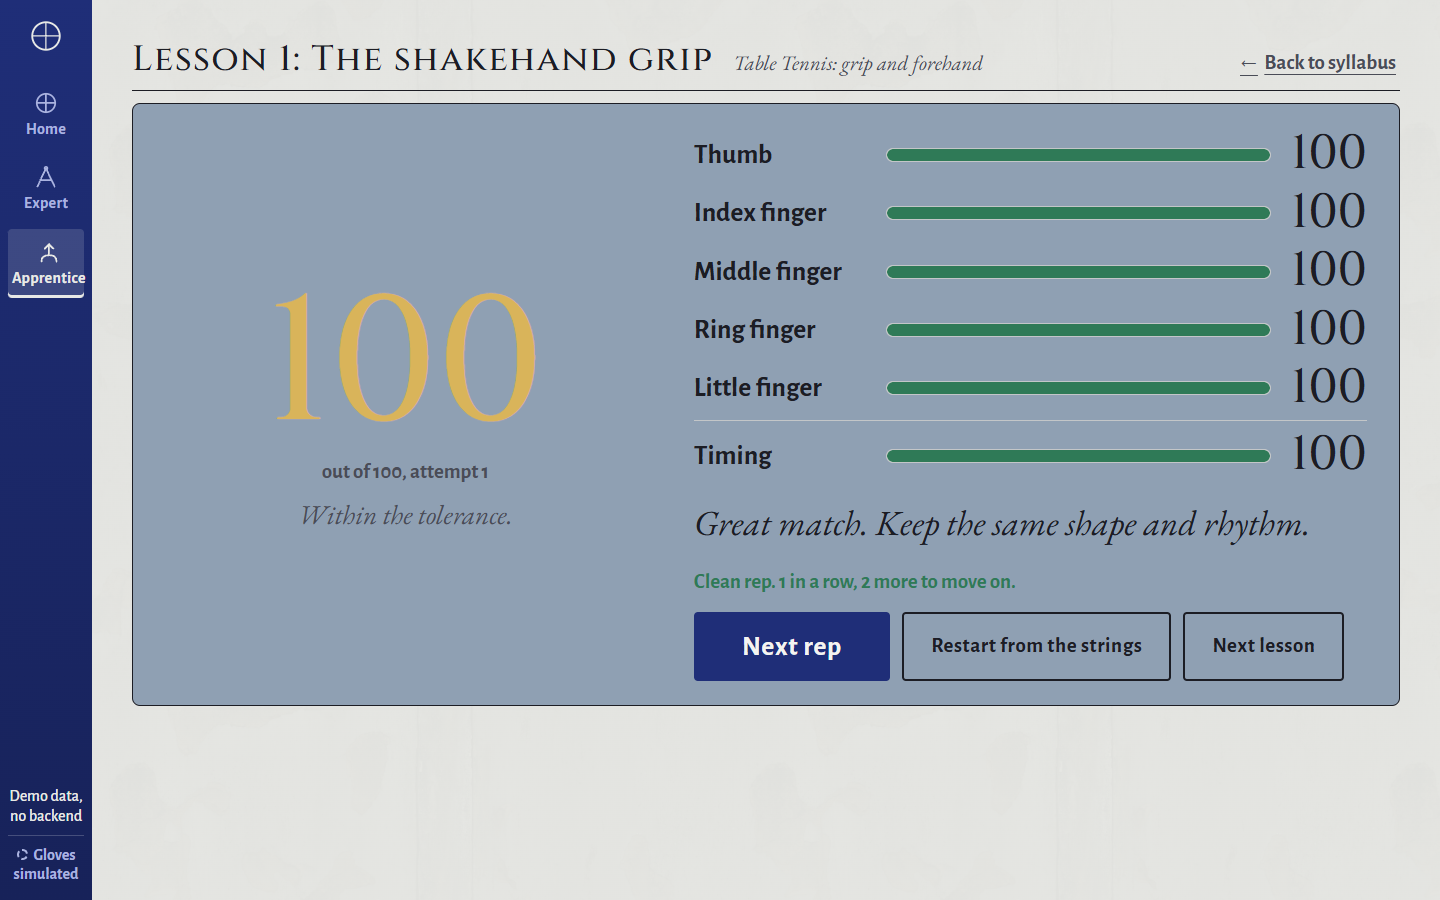 Lesson 1: The shakehand grip
Table Tennis: grip and forehand
← Back to syllabus
Home
Expert
Apprentice
Demo data,
no backend
Gloves
simulated
100
out of 100, attempt 1
Within the tolerance.
Thumb 100
Index finger 100
Middle finger 100
Ring finger 100
Little finger 100
Timing 100
Great match. Keep the same shape and rhythm.
Clean rep. 1 in a row, 2 more to move on.
Next rep
Restart from the strings
Next lesson